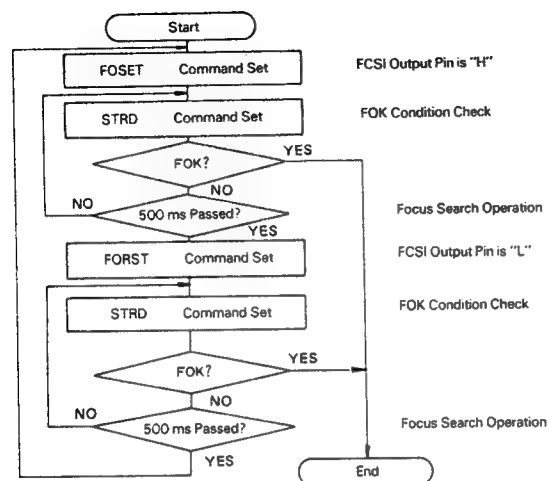 Start
FOSET Command Set FCSI Output Pin is "H"
STRD Command Set FOK Condition Check
FOK? YES
NO
NO 500 ms Passed? Focus Search Operation
YES
FORST Command Set FCSI Output Pin is "L"
STRD Command Set FOK Condition Check
FOK? YES
NO
NO 500 ms Passed? Focus Search Operation
YES
End